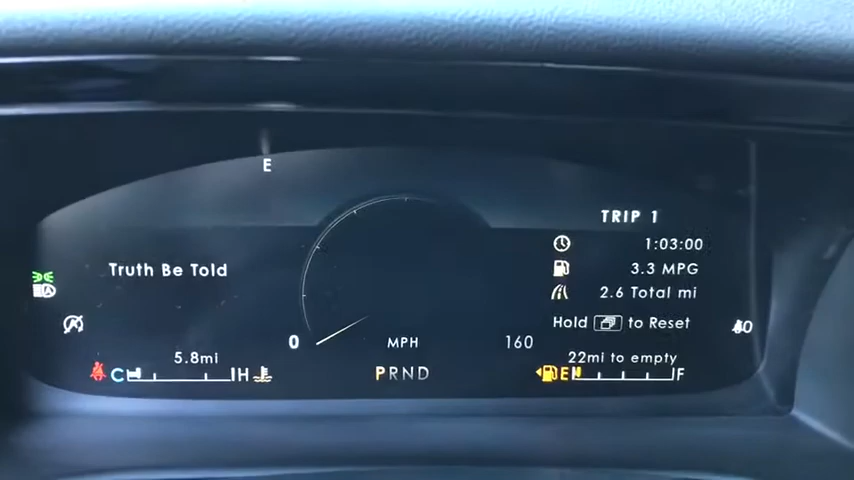 E
TRIP 1
1:03:00
Truth Be Told
3.3 MPG
2.6 Total mi
A
Hold to Reset
0
MPH
160
5.8mi
22mi to empty
C H
PRND
E F